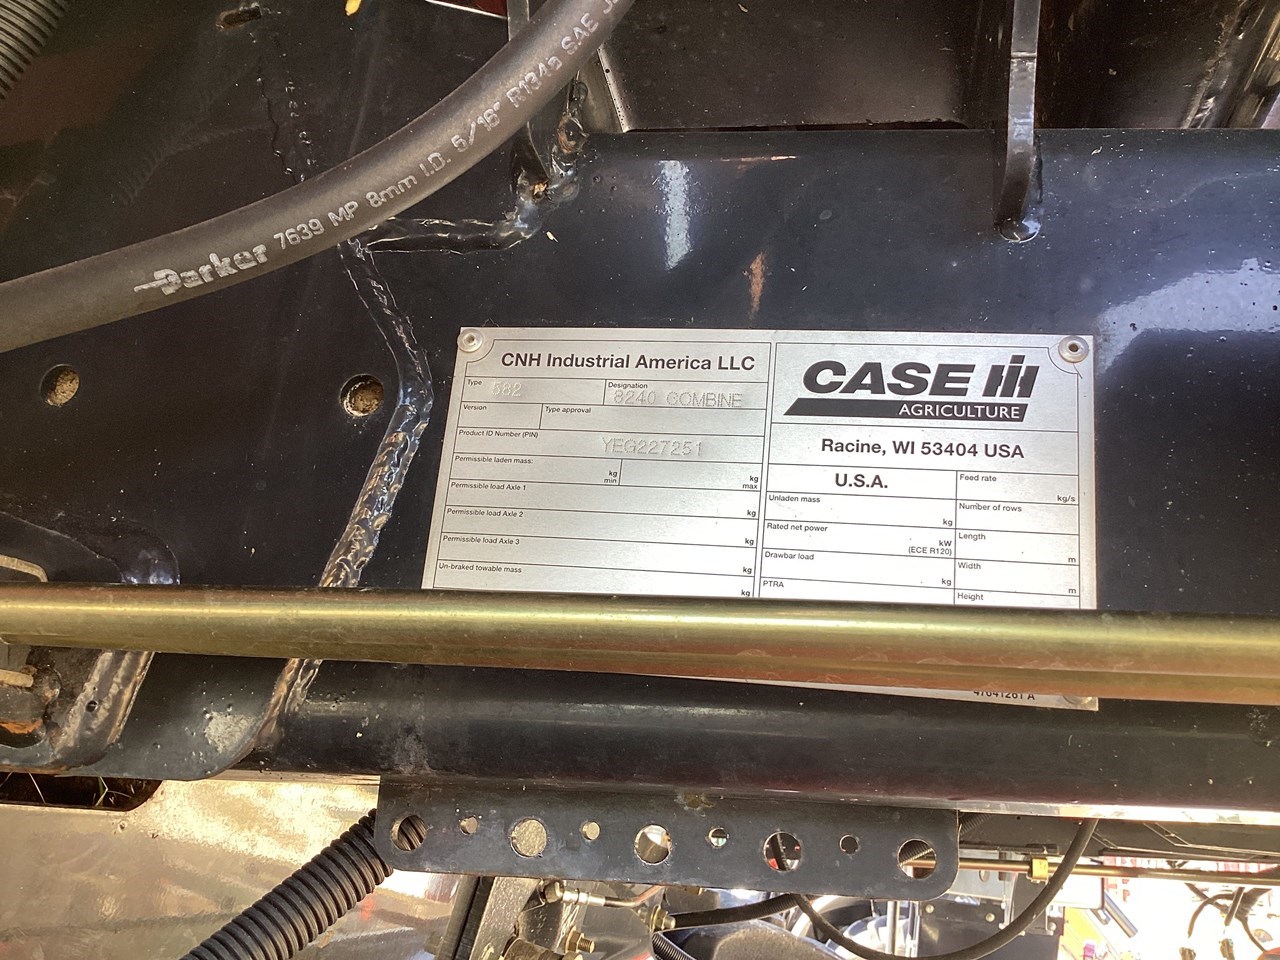 Parker 7639 MP 8mm I.D. 5/16" R134a SAE J
CNH Industrial America LLC
Type
582
Designation
8240 COMBINE
Version
Type approval
Product ID Number (PIN)
YEG227251
Permissible laden mass:
kg
min
kg
max
Permissible load Axle 1
kg
Permissible load Axle 2
kg
Permissible load Axle 3
kg
Un-braked towable mass
kg
CASE IH
AGRICULTURE
Racine, WI 53404 USA
U.S.A.
Feed rate
kg/s
Unladen mass
kg
Number of rows
Rated net power
kW
(ECE R120)
Length
m
Drawbar load
kg
Width
m
PTRA
Height